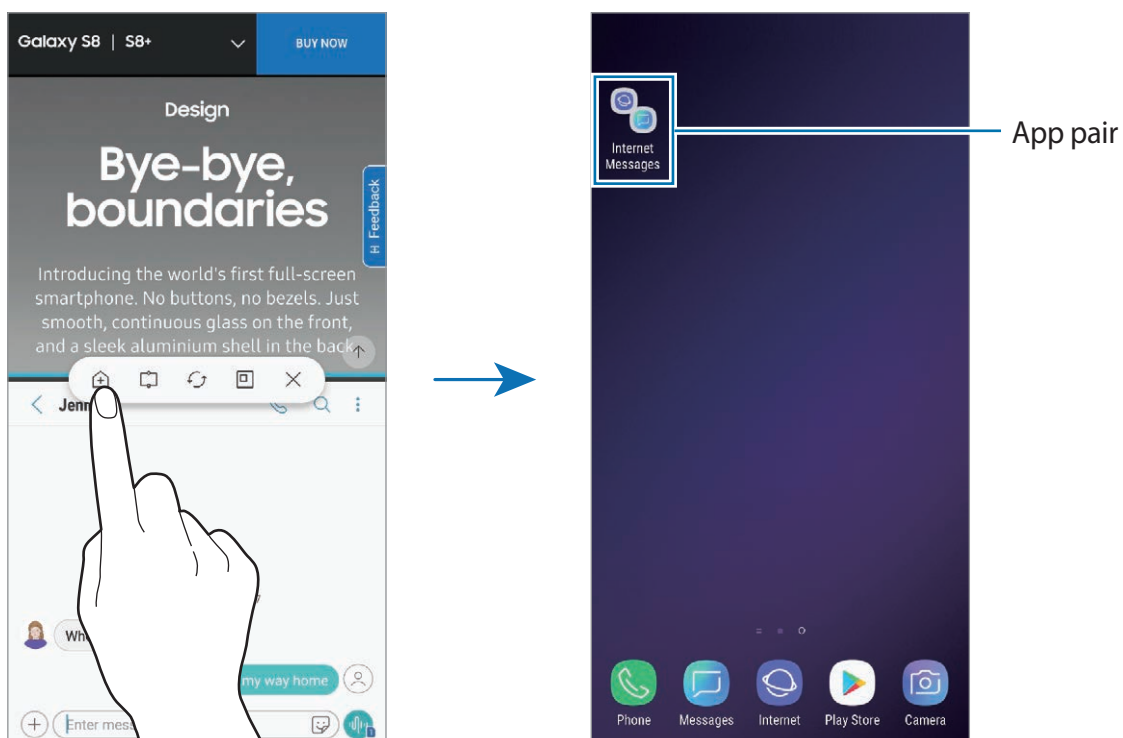 Galaxy S8 | S8+
BUY NOW
Design
Bye-bye,
boundaries
Feedback
Introducing the world's first full-screen
smartphone. No buttons, no bezels. Just
smooth, continuous glass on the front,
and a sleek aluminium shell in the back
my way home
Internet
Messages
App pair
Phone
Messages
Internet
Play Store
Camera